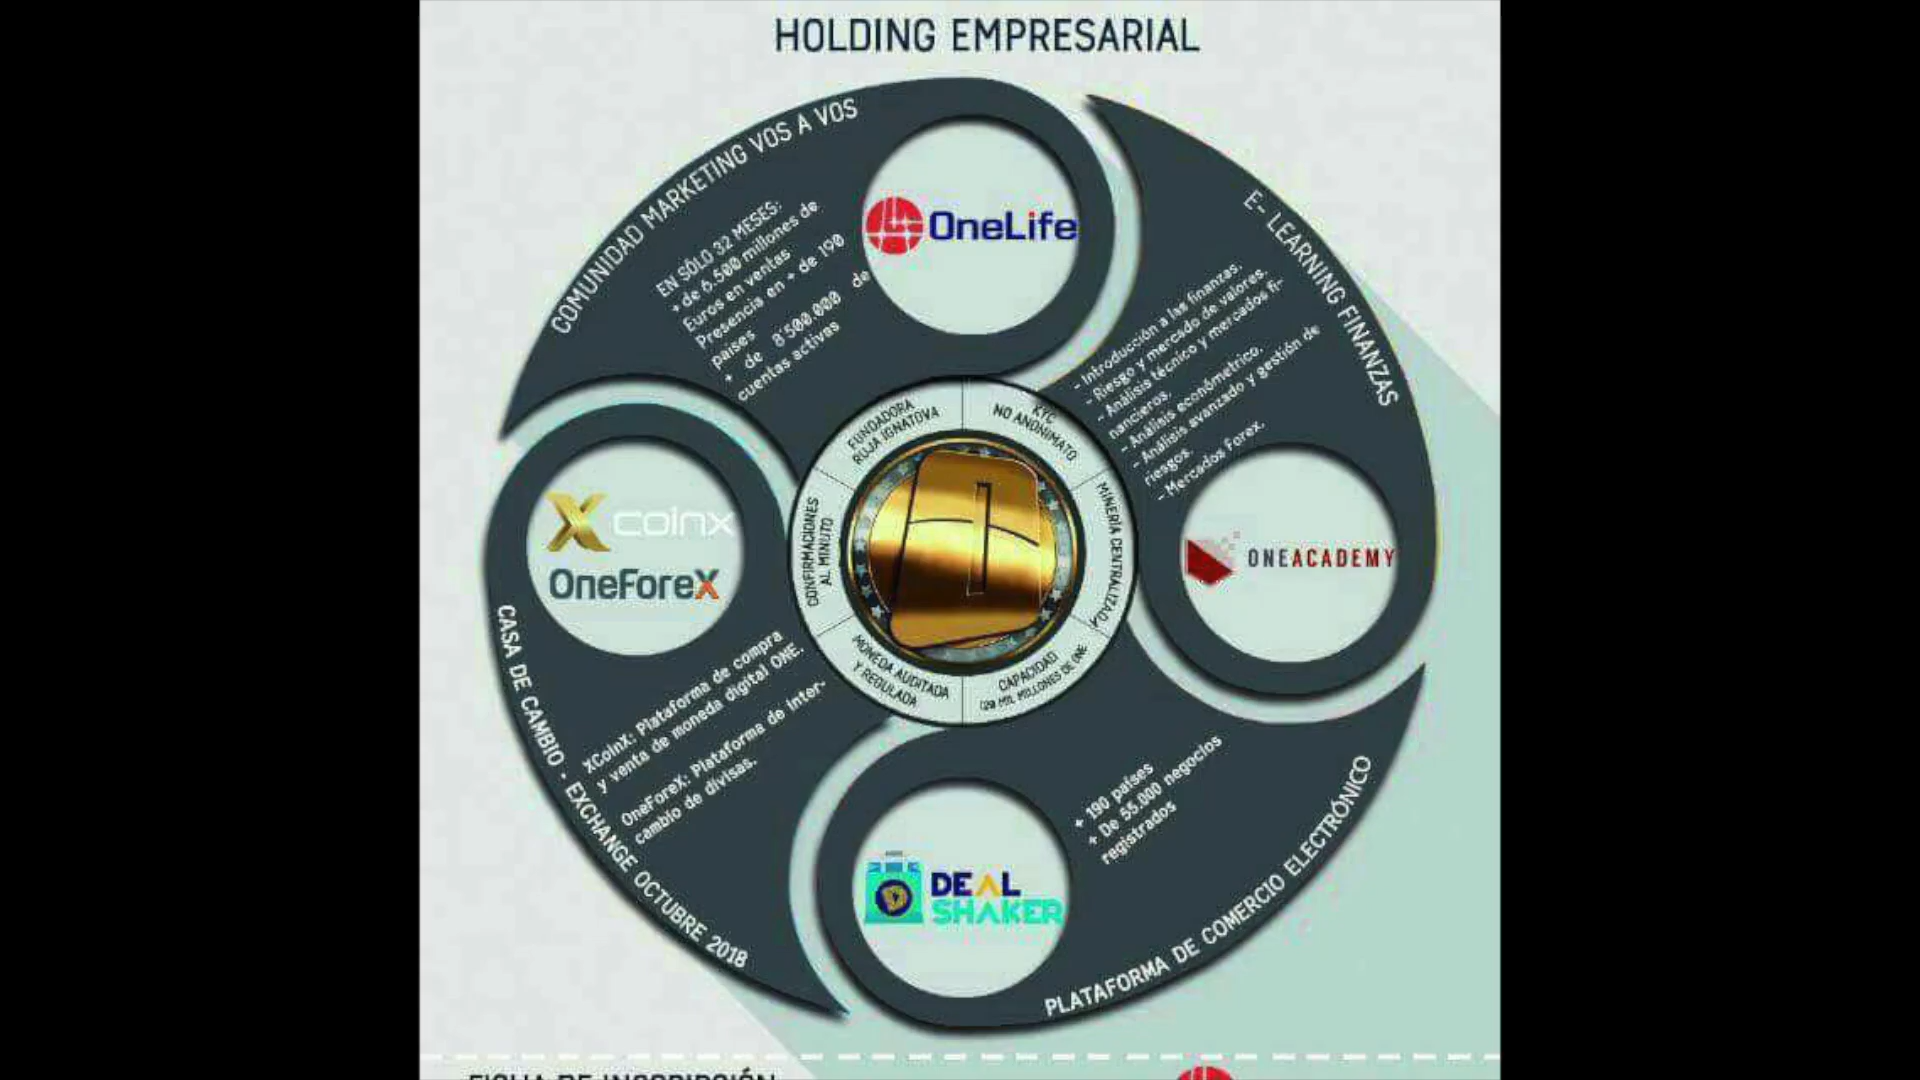 HOLDING EMPRESARIAL
COMUNIDAD MARKETING VOS A VOS
EN SÓLO 32 MESES:
+ de 6.500 millones de
Euros en ventas
Presencia en + de 190
países
+ de 8'500.000 de
cuentas activas
OneLife
E- LEARNING FINANZAS
- Introducción a las finanzas.
- Riesgo y mercado de valores.
- Análisis técnico y mercados fi-
nancieros.
- Análisis económetrico.
- Análisis avanzado y gestión de
riesgos.
- Mercados Forex.
ONEACADEMY
FUNDADORA
RUJA IGNATOVA
KYC
NO ANONIMATO
MINERÍA CENTRALIZADA
CAPACIDAD
(120 MIL MILLONES DE ONE
MONEDA AUDITADA
Y REGULADA
CONFIRMACIONES
AL MINUTO
X coinx
OneForeX
XCoinX: Plataforma de compra
y venta de moneda digital ONE.
OneForeX: Plataforma de inter-
cambio de divisas.
CASA DE CAMBIO - EXCHANGE OCTUBRE 2018
DEAL
SHAKER
+ 190 países
+ De 55.000 negocios
registrados
PLATAFORMA DE COMERCIO ELECTRÓNICO
FICHA DE INSCRIPCIÓN